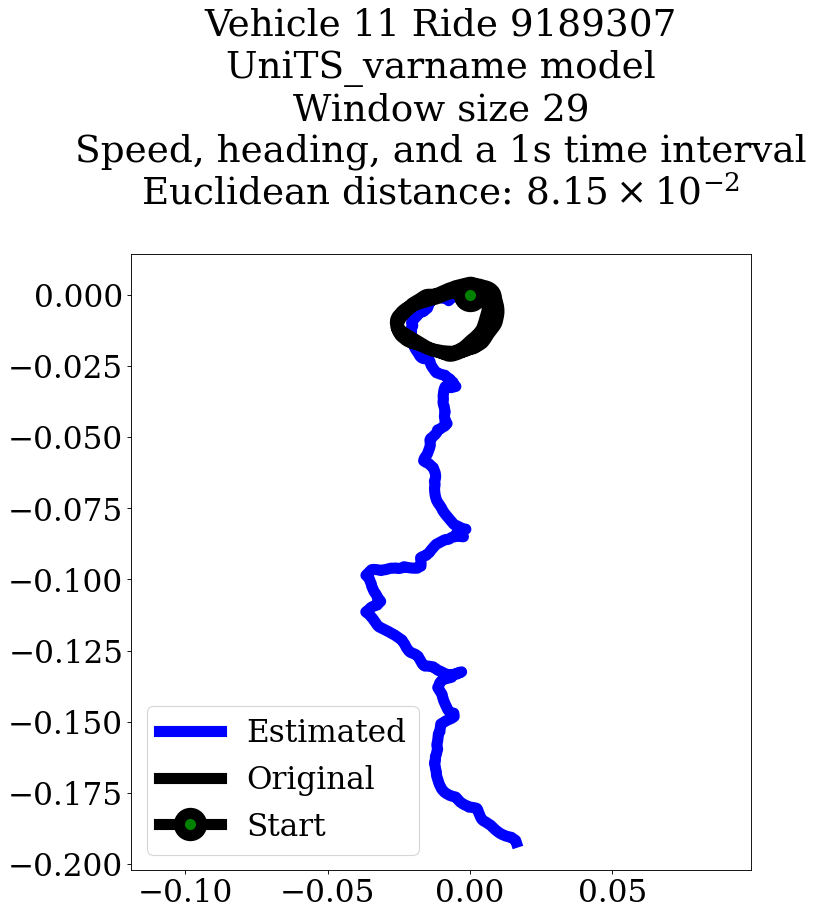 Vehicle 11 Ride 9189307
UniTS_varname model
Window size 29
Speed, heading, and a 1s time interval
Euclidean distance: 8.15 × 10⁻²
0.000
−0.025
−0.050
−0.075
−0.100
−0.125
−0.150
−0.175
−0.200
Estimated
Original
Start
−0.10
−0.05
0.00
0.05